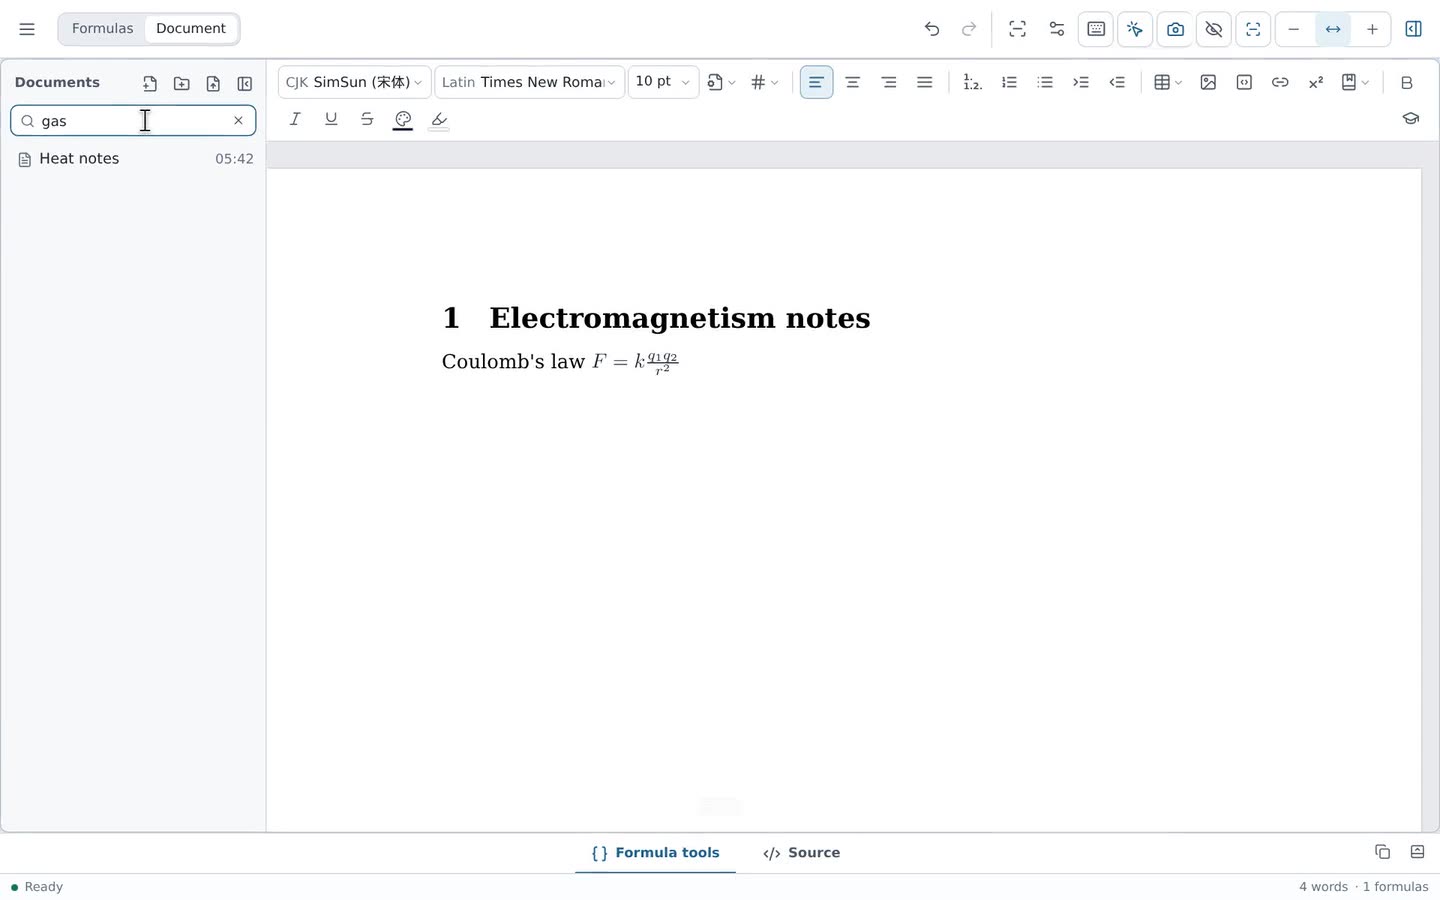 Formulas Document
Documents
CJK SimSun (宋体) Latin Times New Roma 10 pt
gas
Heat notes 05:42
1 Electromagnetism notes
Coulomb's law F = k q₁q₂/r²
Formula tools Source
Ready 4 words · 1 formulas